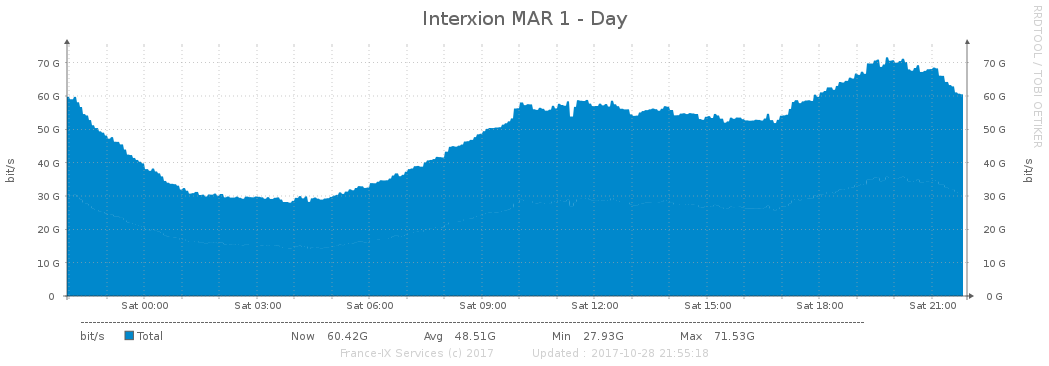 Interxion MAR 1 - Day
RRDTOOL / TOBI OETIKER
bit/s
bit/s
70 G 70 G
60 G 60 G
50 G 50 G
40 G 40 G
30 G 30 G
20 G 20 G
10 G 10 G
0 0 G
Sat 00:00 Sat 03:00 Sat 06:00 Sat 09:00 Sat 12:00 Sat 15:00 Sat 18:00 Sat 21:00
bit/s Total Now 60.42G Avg 48.51G Min 27.93G Max 71.53G
France-IX Services (c) 2017 Updated : 2017-10-28 21:55:18